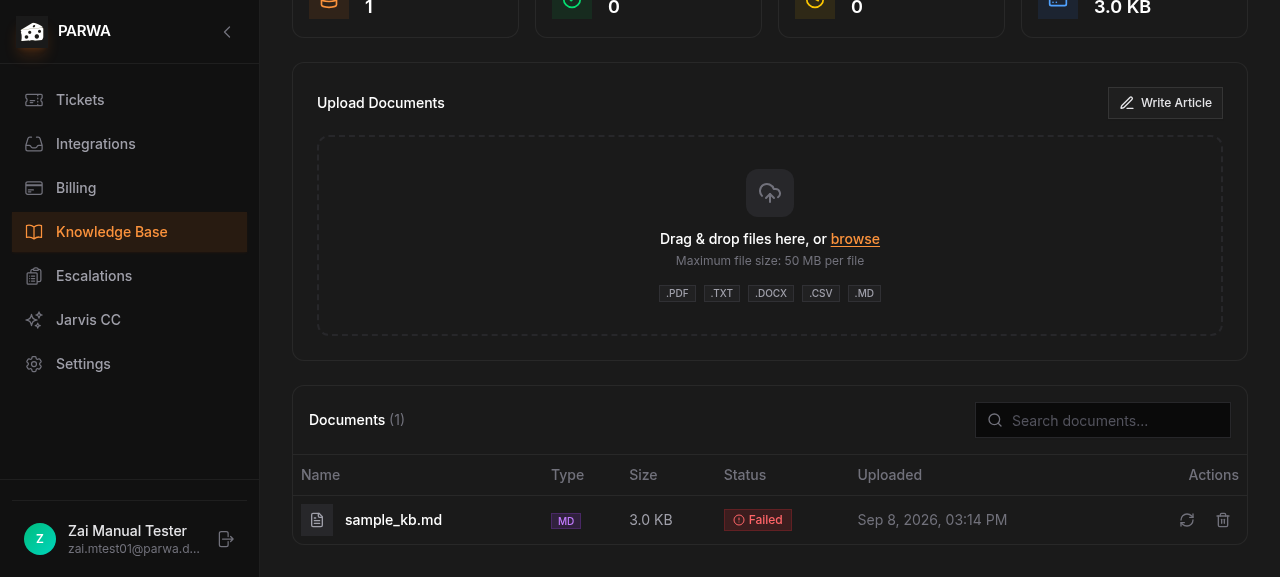 PARWA
Tickets
Integrations
Billing
Knowledge Base
Escalations
Jarvis CC
Settings
Z
Zai Manual Tester
zai.mtest01@parwa.d...
1
0
0
3.0 KB
Upload Documents
Write Article
Drag & drop files here, or browse
Maximum file size: 50 MB per file
.PDF .TXT .DOCX .CSV .MD
Documents (1)
Search documents...
Name Type Size Status Uploaded Actions
sample_kb.md MD 3.0 KB Failed Sep 8, 2026, 03:14 PM